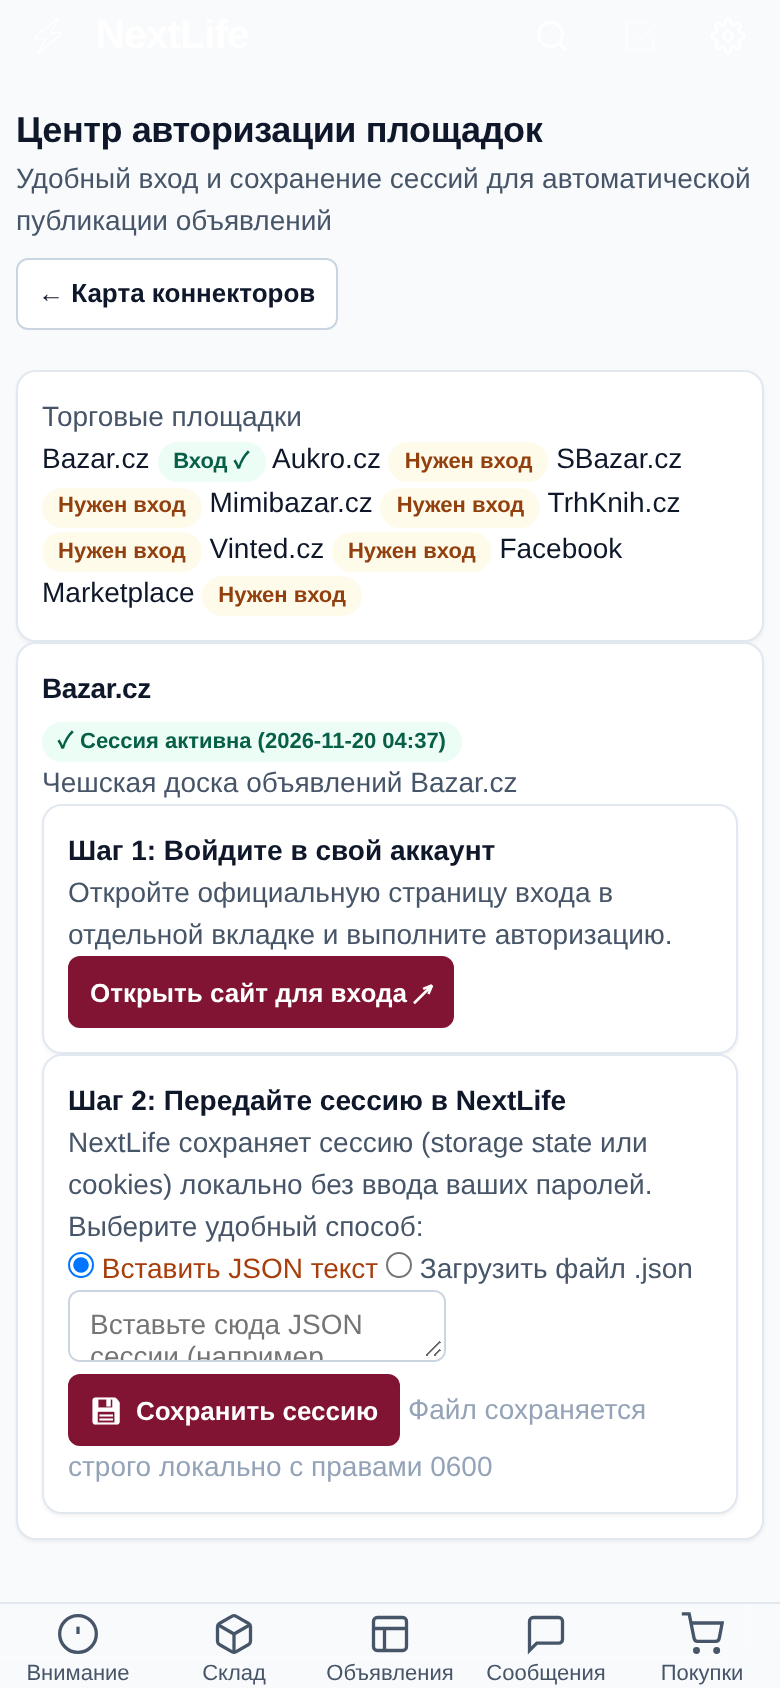 NextLife
Центр авторизации площадок
Удобный вход и сохранение сессий для автоматической
публикации объявлений
← Карта коннекторов
Торговые площадки
Bazar.cz Вход ✓ Aukro.cz Нужен вход SBazar.cz
Нужен вход Mimibazar.cz Нужен вход TrhKnih.cz
Нужен вход Vinted.cz Нужен вход Facebook
Marketplace Нужен вход
Bazar.cz
✓ Сессия активна (2026-11-20 04:37)
Чешская доска объявлений Bazar.cz
Шаг 1: Войдите в свой аккаунт
Откройте официальную страницу входа в
отдельной вкладке и выполните авторизацию.
Открыть сайт для входа ↗
Шаг 2: Передайте сессию в NextLife
NextLife сохраняет сессию (storage state или
cookies) локально без ввода ваших паролей.
Выберите удобный способ:
Вставить JSON текст Загрузить файл .json
Вставьте сюда JSON
сессии (например
Сохранить сессию Файл сохраняется
строго локально с правами 0600
Внимание Склад Объявления Сообщения Покупки